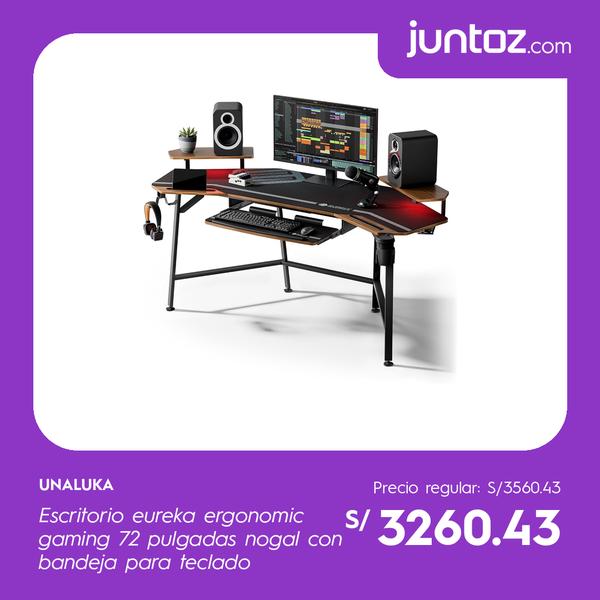 juntoz.com
UNALUKA
Escritorio eureka ergonomic
gaming 72 pulgadas nogal con
bandeja para teclado
Precio regular: S/3560.43
S/ 3260.43